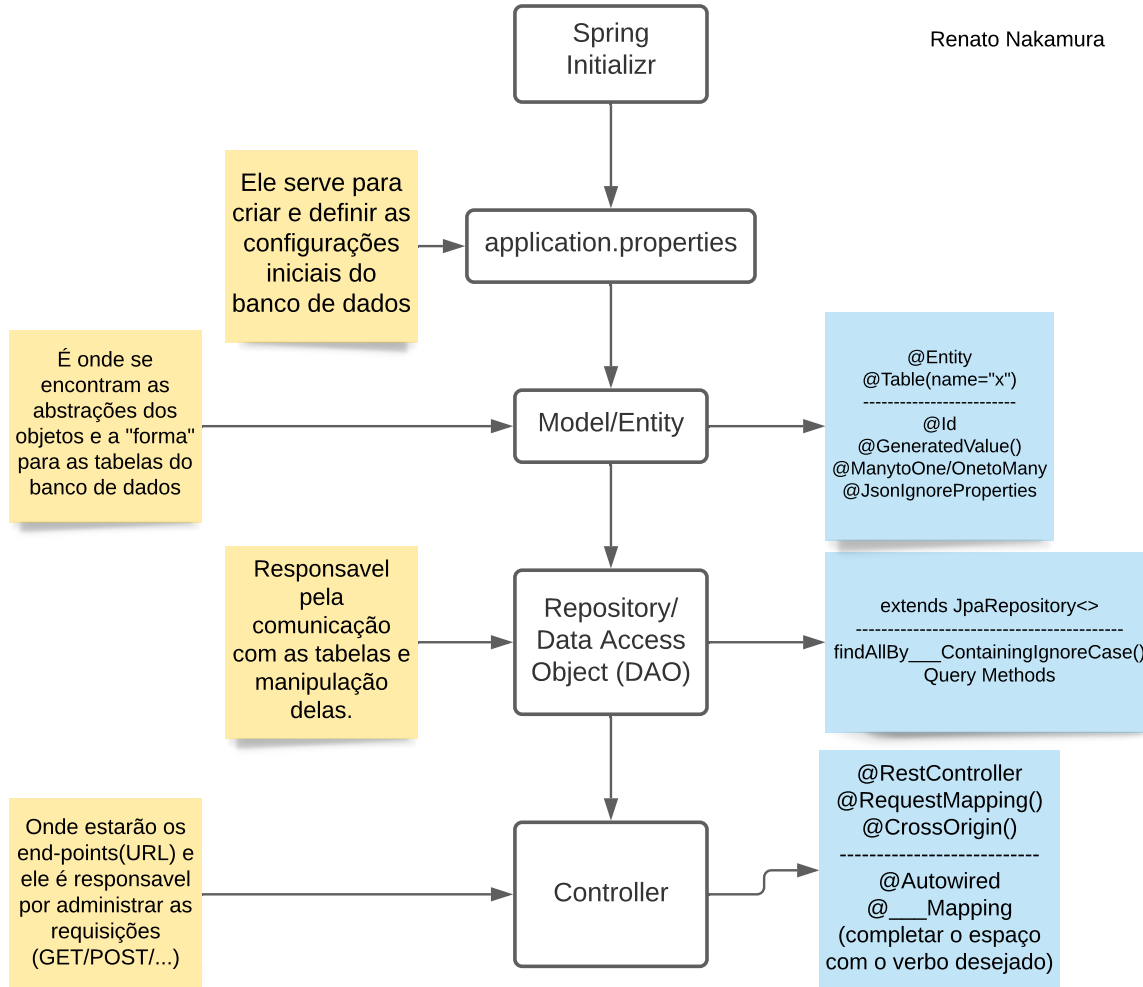 Spring
Initializr
Renato Nakamura
Ele serve para
criar e definir as
configurações
iniciais do
banco de dados
application.properties
É onde se
encontram as
abstrações dos
objetos e a "forma"
para as tabelas do
banco de dados
Model/Entity
@Entity
@Table(name="x")
-------------------------
@Id
@GeneratedValue()
@ManytoOne/OnetoMany
@JsonIgnoreProperties
Responsavel
pela
comunicação
com as tabelas e
manipulação
delas.
Repository/
Data Access
Object (DAO)
extends JpaRepository<>
-------------------------------------------
findAllBy___ContainingIgnoreCase()
Query Methods
Onde estarão os
end-points(URL) e
ele é responsavel
por administrar as
requisições
(GET/POST/...)
Controller
@RestController
@RequestMapping()
@CrossOrigin()
---------------------------
@Autowired
@___Mapping
(completar o espaço
com o verbo desejado)